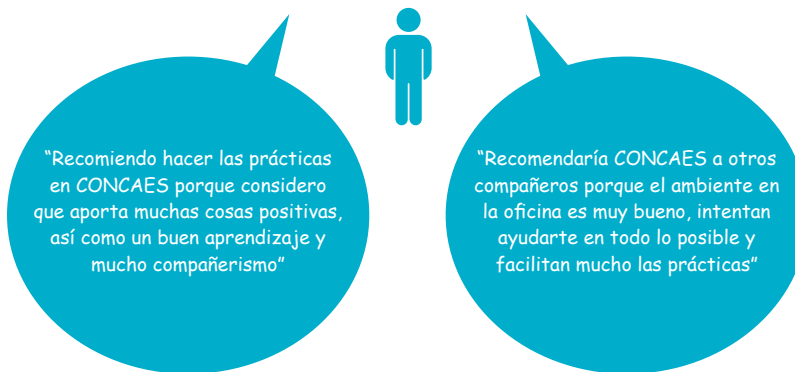 “Recomiendo hacer las prácticas
en CONCAES porque considero
que aporta muchas cosas positivas,
así como un buen aprendizaje y
mucho compañerismo”
“Recomendaría CONCAES a otros
compañeros porque el ambiente en
la oficina es muy bueno, intentan
ayudarte en todo lo posible y
facilitan mucho las prácticas”